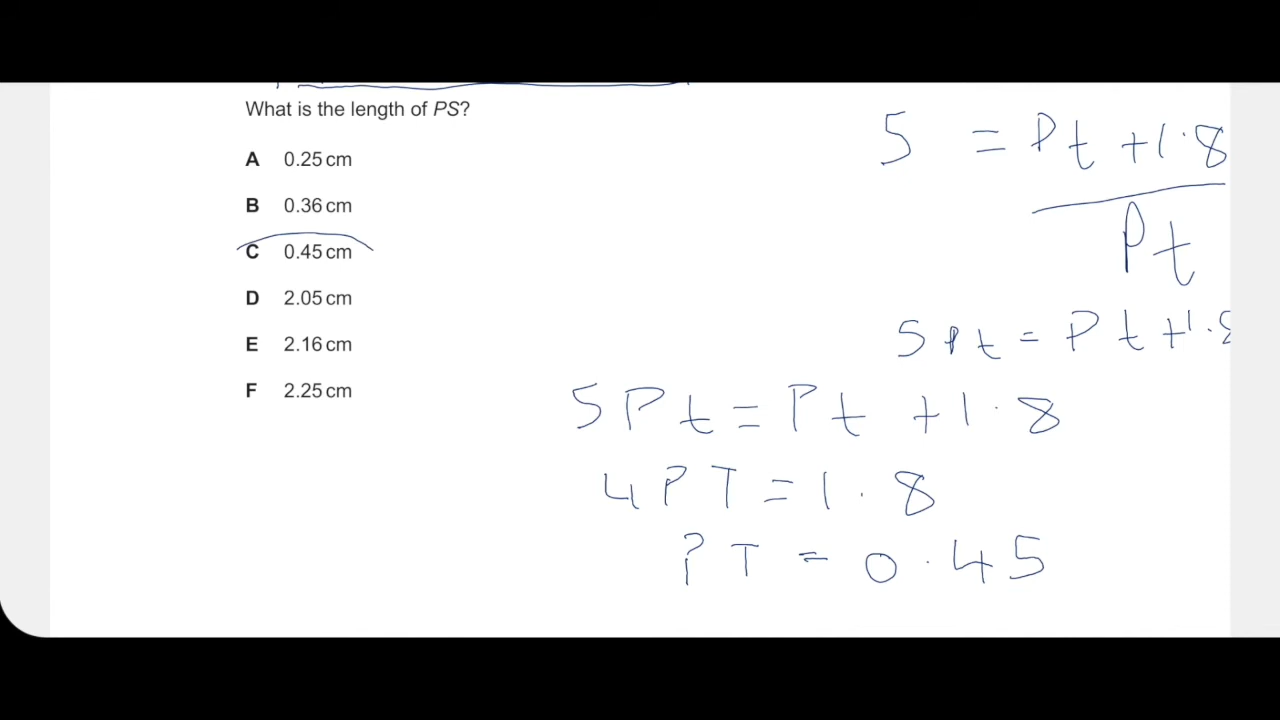 What is the length of PS?
A 0.25 cm
B 0.36 cm
C 0.45 cm
D 2.05 cm
E 2.16 cm
F 2.25 cm
5 = Pt + 1.8
Pt
5Pt = Pt + 1.8
5Pt = Pt + 1.8
4PT = 1.8
PT = 0.45